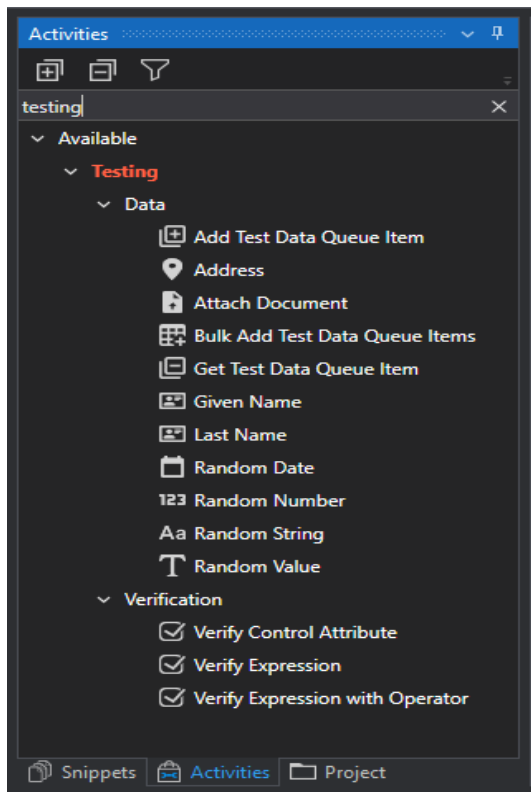 Activities
testing
Available
Testing
Data
Add Test Data Queue Item
Address
Attach Document
Bulk Add Test Data Queue Items
Get Test Data Queue Item
Given Name
Last Name
Random Date
123 Random Number
Aa Random String
T Random Value
Verification
Verify Control Attribute
Verify Expression
Verify Expression with Operator
Snippets Activities Project